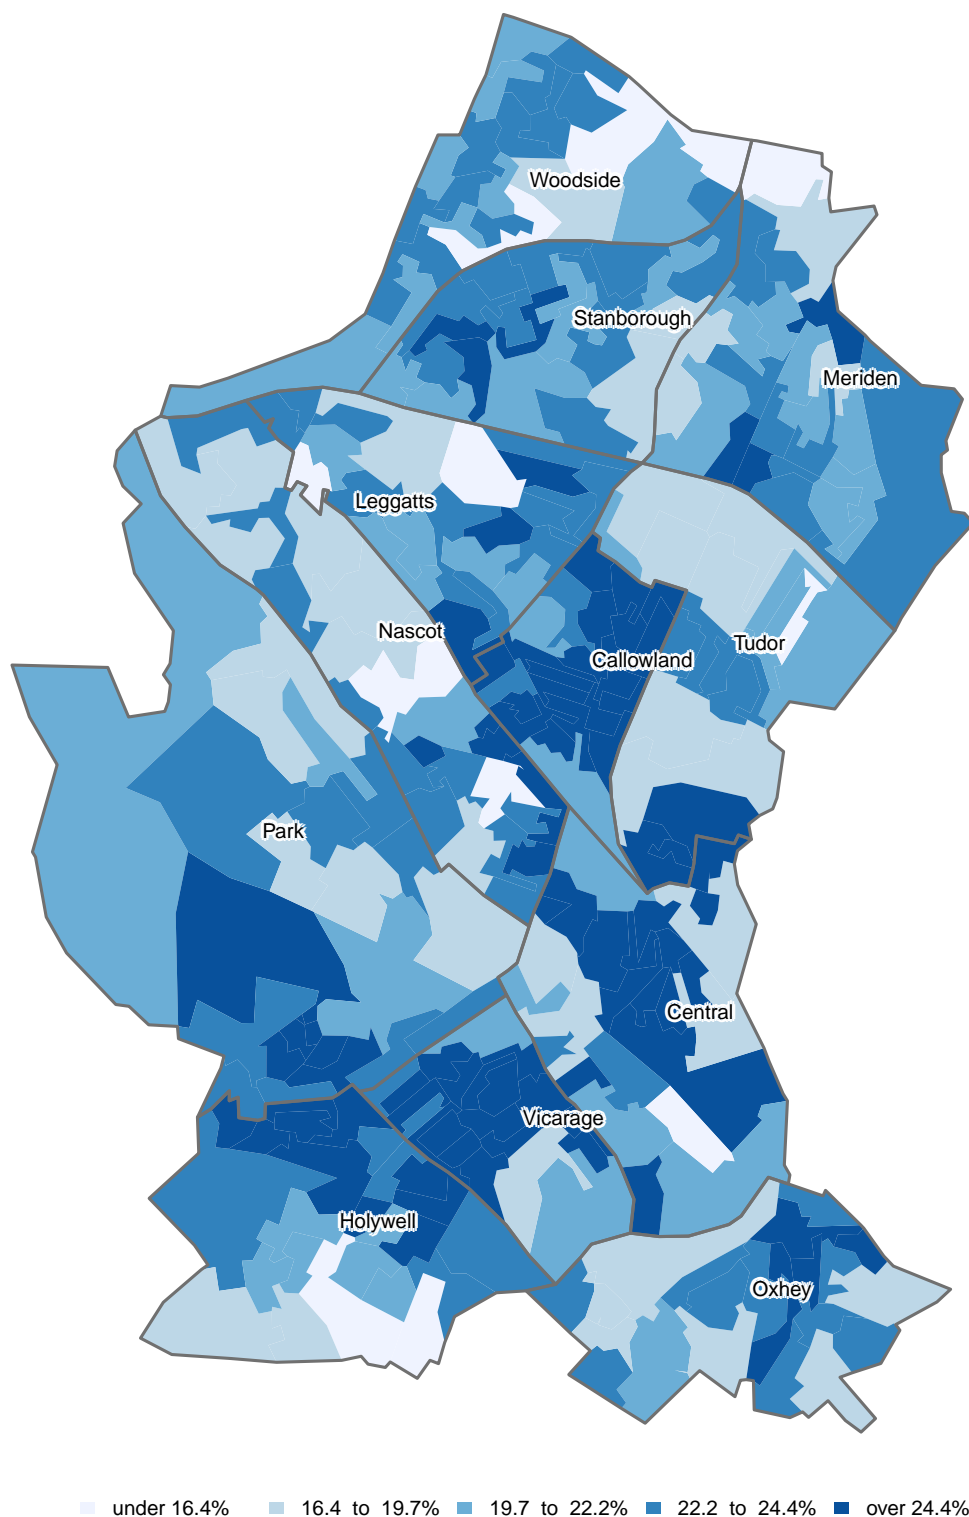 Woodside
Stanborough
Meriden
Leggatts
Nascot
Tudor
Callowland
Park
Central
Vicarage
Holywell
Oxhey
under 16.4% 16.4 to 19.7% 19.7 to 22.2% 22.2 to 24.4% over 24.4%